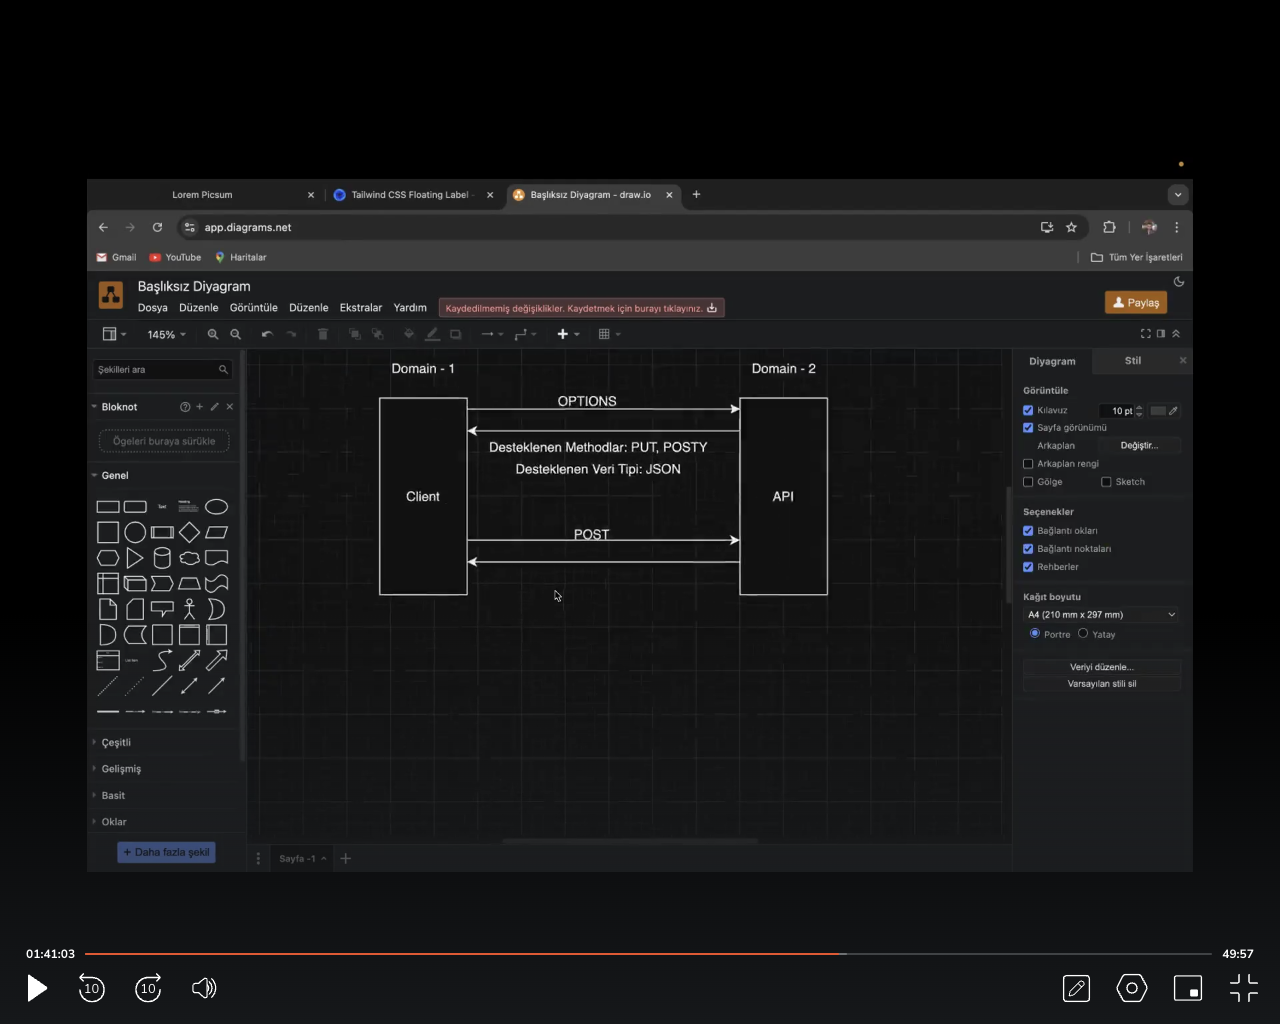 Lorem Picsum
Tailwind CSS Floating Label -
Başlıksız Diyagram - draw.io
app.diagrams.net
Gmail YouTube Haritalar Tüm Yer İşaretleri
Başlıksız Diyagram
Dosya Düzenle Görüntüle Düzenle Ekstralar Yardım Kaydedilmemiş değişiklikler. Kaydetmek için burayı tıklayınız. Paylaş
145%
Şekilleri ara
Bloknot
Öğeleri buraya sürükle
Genel
Text
Çeşitli
Gelişmiş
Basit
Oklar
+ Daha fazla şekil
Domain - 1 Domain - 2
OPTIONS
Desteklenen Methodlar: PUT, POSTY
Desteklenen Veri Tipi: JSON
Client API
POST
Sayfa -1
Diyagram Stil
Görüntüle
Kılavuz 10 pt
Sayfa görünümü
Arkaplan Değiştir...
Arkaplan rengi
Gölge Sketch
Seçenekler
Bağlantı okları
Bağlantı noktaları
Rehberler
Kağıt boyutu
A4 (210 mm x 297 mm)
Portre Yatay
Veriyi düzenle...
Varsayılan stili sil
01:41:03 49:57
10 10